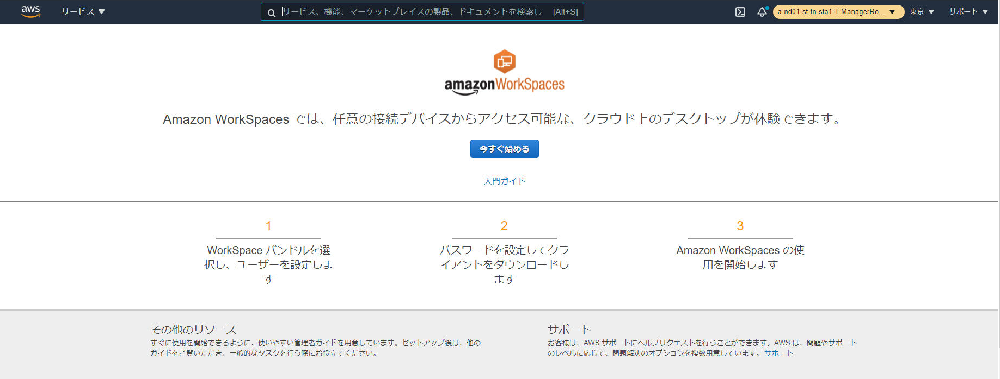 aws
サービス ▼
サービス、機能、マーケットプレイスの製品、ドキュメントを検索し
[Alt+S]
a-nd01-st-tn-sta1-T-ManagerRo... ▼
東京 ▼
サポート ▼
amazon WorkSpaces
Amazon WorkSpaces では、任意の接続デバイスからアクセス可能な、クラウド上のデスクトップが体験できます。
今すぐ始める
入門ガイド
1
WorkSpace バンドルを選
択し、ユーザーを設定しま
す
2
パスワードを設定してクラ
イアントをダウンロードし
ます
3
Amazon WorkSpaces の使
用を開始します
その他のリソース
すぐに使用を開始できるように、使いやすい管理者ガイドを用意しています。セットアップ後は、他の
ガイドをご覧いただき、一般的なタスクを行う際にお役立てください。
サポート
お客様は、AWS サポートにヘルプリクエストを行うことができます。AWS は、問題やサポート
のレベルに応じて、問題解決のオプションを複数用意しています。 サポート